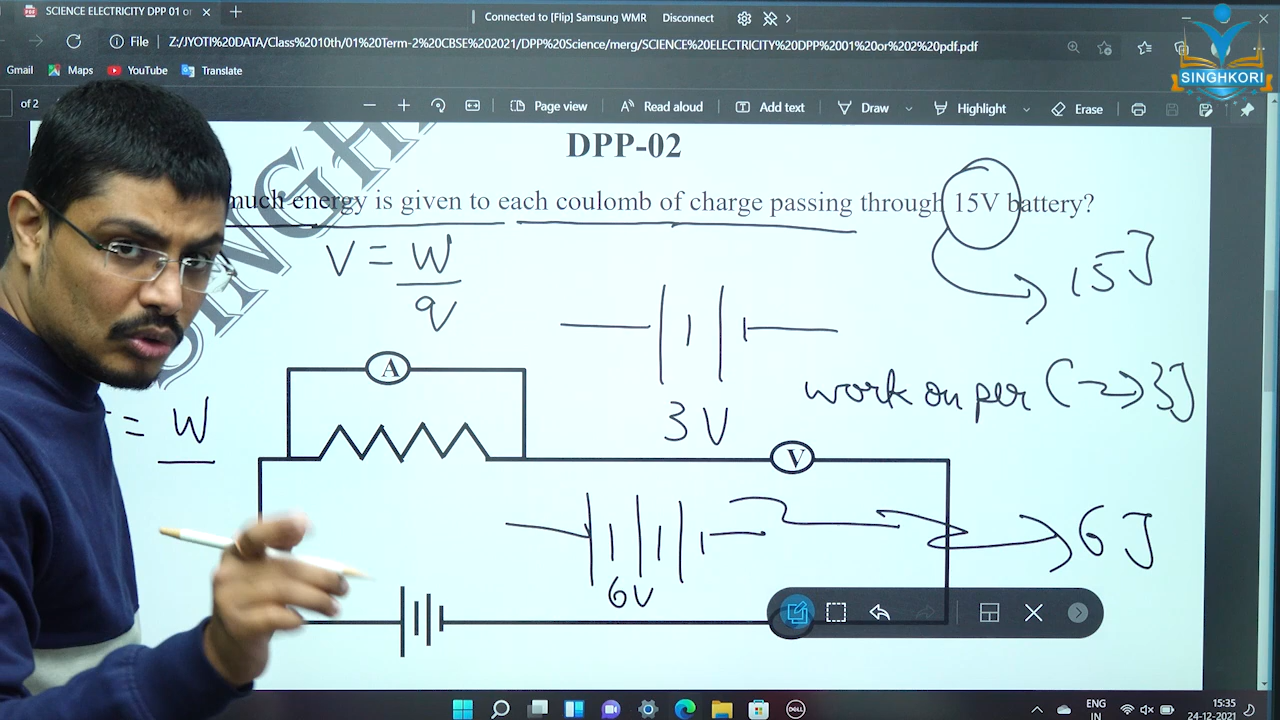 SCIENCE ELECTRICITY DPP 01 or
Connected to [Flip] Samsung WMR Disconnect
File Z:/JYOTI%20DATA/Class%2010th/01%20Term-2%20CBSE%202021/DPP%20Science/merg/SCIENCE%20ELECTRICITY%20DPP%2001%20or%202%20pdf.pdf
Gmail Maps YouTube Translate
SINGHKORI
of 2 Page view Read aloud Add text Draw Highlight Erase
DPP-02
much energy is given to each coulomb of charge passing through 15V battery?
V = W
q
15J
A
3V
work on per C → 3J
= W
V
6V
6J
ENG
IN
15:35
24-12-2021
DELL
SINGH